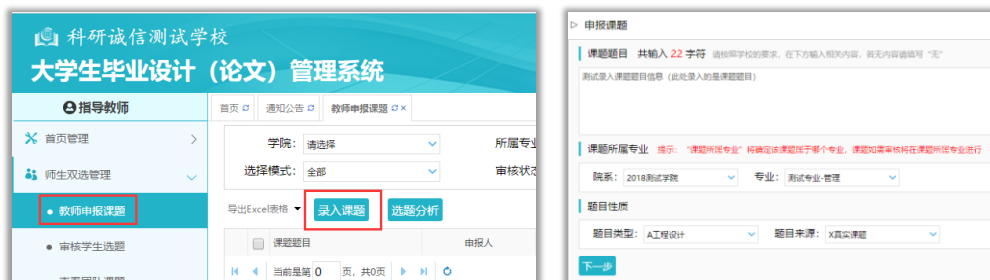 科研诚信测试学校
大学生毕业设计（论文）管理系统
指导教师
首页
通知公告
教师申报课题
×
首页管理
学院：
请选择
所属专业
师生双选管理
选择模式：
全部
审核状态
教师申报课题
导出Excel表格
录入课题
选题分析
审核学生选题
课题题目
申报人
当前是第 0 页，共0页
申报课题
课题题目 共输入 22 字符 请按照学校的要求，在下方输入相关内容，若无内容请填写 "无"
测试录入课题题目信息（此处录入的是课题题目）
课题所属专业 提示： "课题所属专业" 将确定该课题属于哪个专业，课题如需审核将在课题所属专业进行
院系： 2018测试学院 专业： 测试专业-管理
题目性质
题目类型： A工程设计 题目来源： X真实课题
下一步